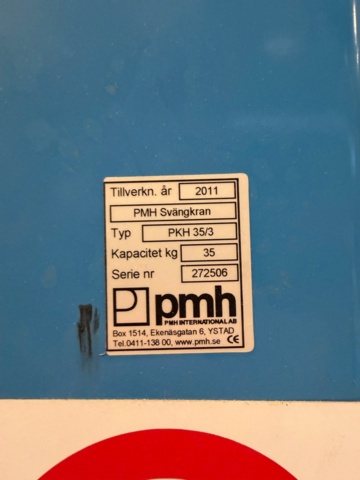 Tillverkn. år 2011
PMH Svängkran
Typ PKH 35/3
Kapacitet kg 35
Serie nr 272506
pmh
PMH INTERNATIONAL AB
Box 1514, Ekenäsgatan 6, YSTAD
Tel.0411-138 00, www.pmh.se CE